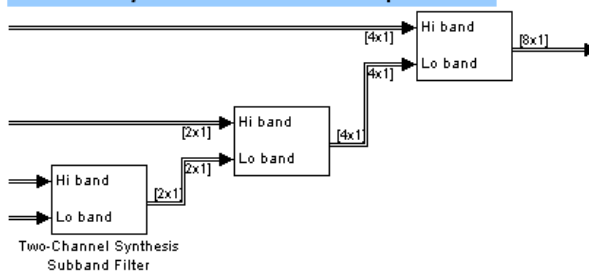 [4x1]
Hi band
[8x1]
Lo band
4x1]
[2x1]
Hi band
[4x1]
Lo band
2x1]
Hi band
[2x1]
Lo band
Two-Channel Synthesis
Subband Filter